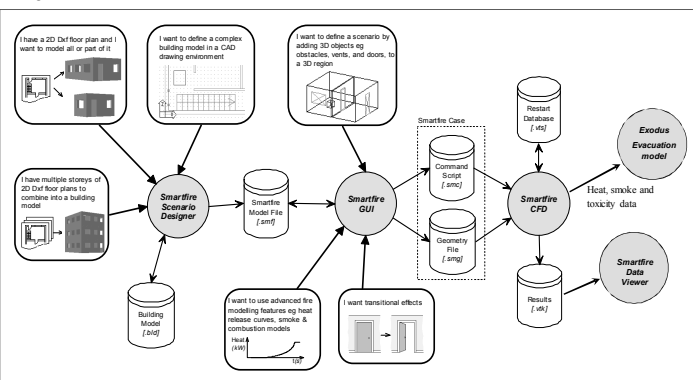 I have a 2D Dxf floor plan and I
want to model all or part of it
I want to define a complex
building model in a CAD
drawing environment
I want to define a scenario by
adding 3D objects eg
obstacles, vents, and doors, to
a 3D region
I have multiple storeys of
2D Dxf floor plans to
combine into a building
model
Smartfire
Scenario
Designer
Smartfire
Model File
[.smf]
Smartfire
GUI
Smartfire Case
Command
Script
[.smc]
Geometry
File
[.smg]
Restart
Database
[.vts]
Smartfire
CFD
Exodus
Evacuation
model
Heat, smoke and
toxicity data
Smartfire
Data
Viewer
Results
[.vtk]
Building
Model
[.bld]
I want to use advanced fire
modelling features eg heat
release curves, smoke &
combustion models
Heat
(kW)
t(s)
I want transitional effects